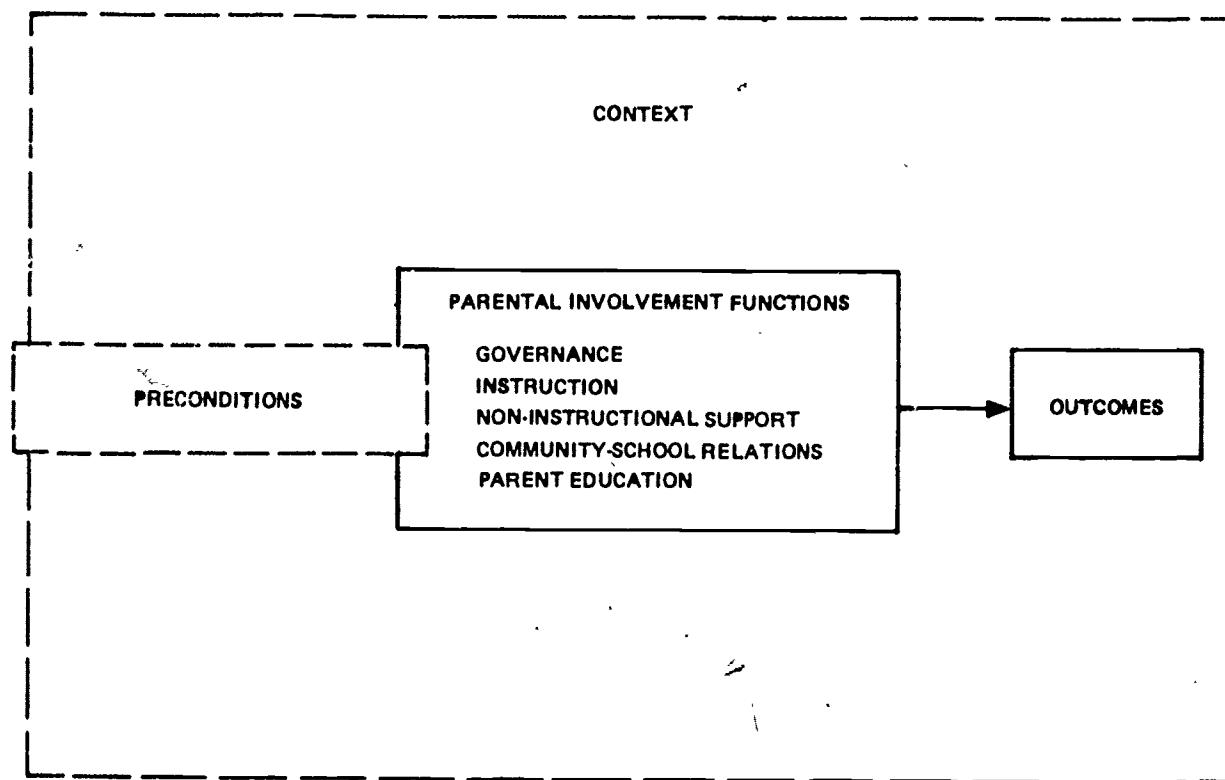 CONTEXT
PARENTAL INVOLVEMENT FUNCTIONS
GOVERNANCE
INSTRUCTION
NON-INSTRUCTIONAL SUPPORT
COMMUNITY-SCHOOL RELATIONS
PARENT EDUCATION
PRECONDITIONS
OUTCOMES